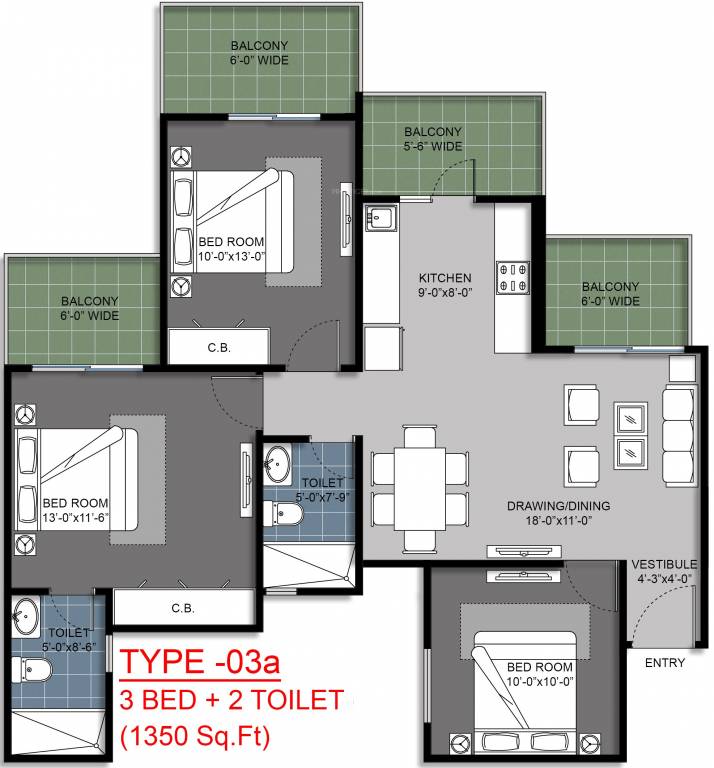 BALCONY
6'-0" WIDE
BALCONY
5'-6" WIDE
BED ROOM
10'-0"x13'-0"
KITCHEN
9'-0"x8'-0"
BALCONY
6'-0" WIDE
BALCONY
6'-0" WIDE
C.B.
BED ROOM
13'-0"x11'-6"
TOILET
5'-0"x7'-9"
DRAWING/DINING
18'-0"x11'-0"
VESTIBULE
4'-3"x4'-0"
C.B.
TOILET
5'-0"x8'-6"
TYPE -03a
3 BED + 2 TOILET
(1350 Sq.Ft)
BED ROOM
10'-0"x10'-0"
ENTRY